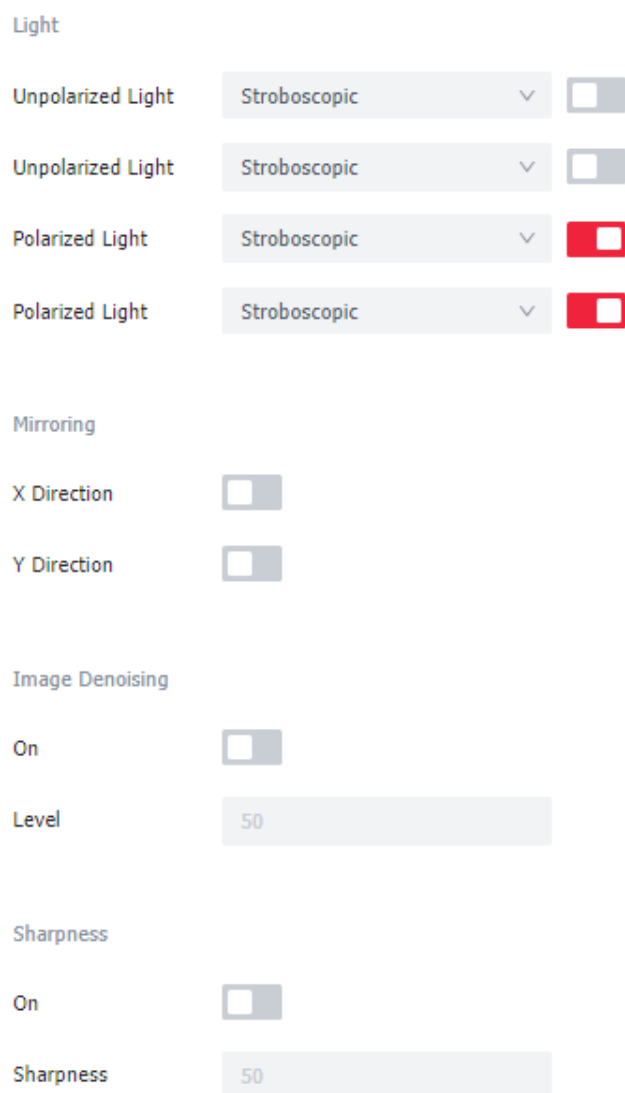 Light
Unpolarized Light Stroboscopic
Unpolarized Light Stroboscopic
Polarized Light Stroboscopic
Polarized Light Stroboscopic
Mirroring
X Direction
Y Direction
Image Denoising
On
Level 50
Sharpness
On
Sharpness 50